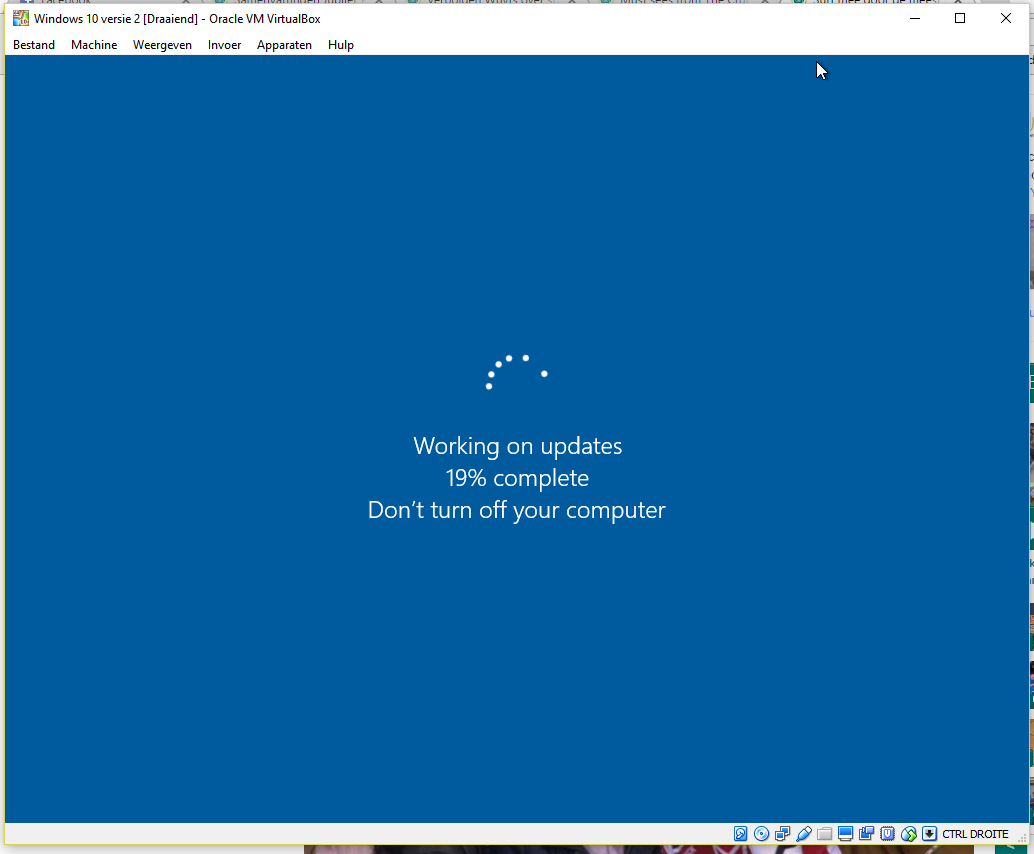 Facebook
Windows 10 versie 2 [Draaiend] - Oracle VM VirtualBox
Bestand Machine Weergeven Invoer Apparaten Hulp
Working on updates
19% complete
Don't turn off your computer
CTRL DROITE